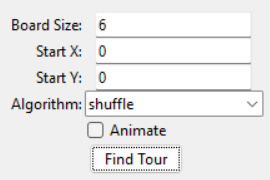 Board Size: 6
Start X: 0
Start Y: 0
Algorithm: shuffle
Animate
Find Tour